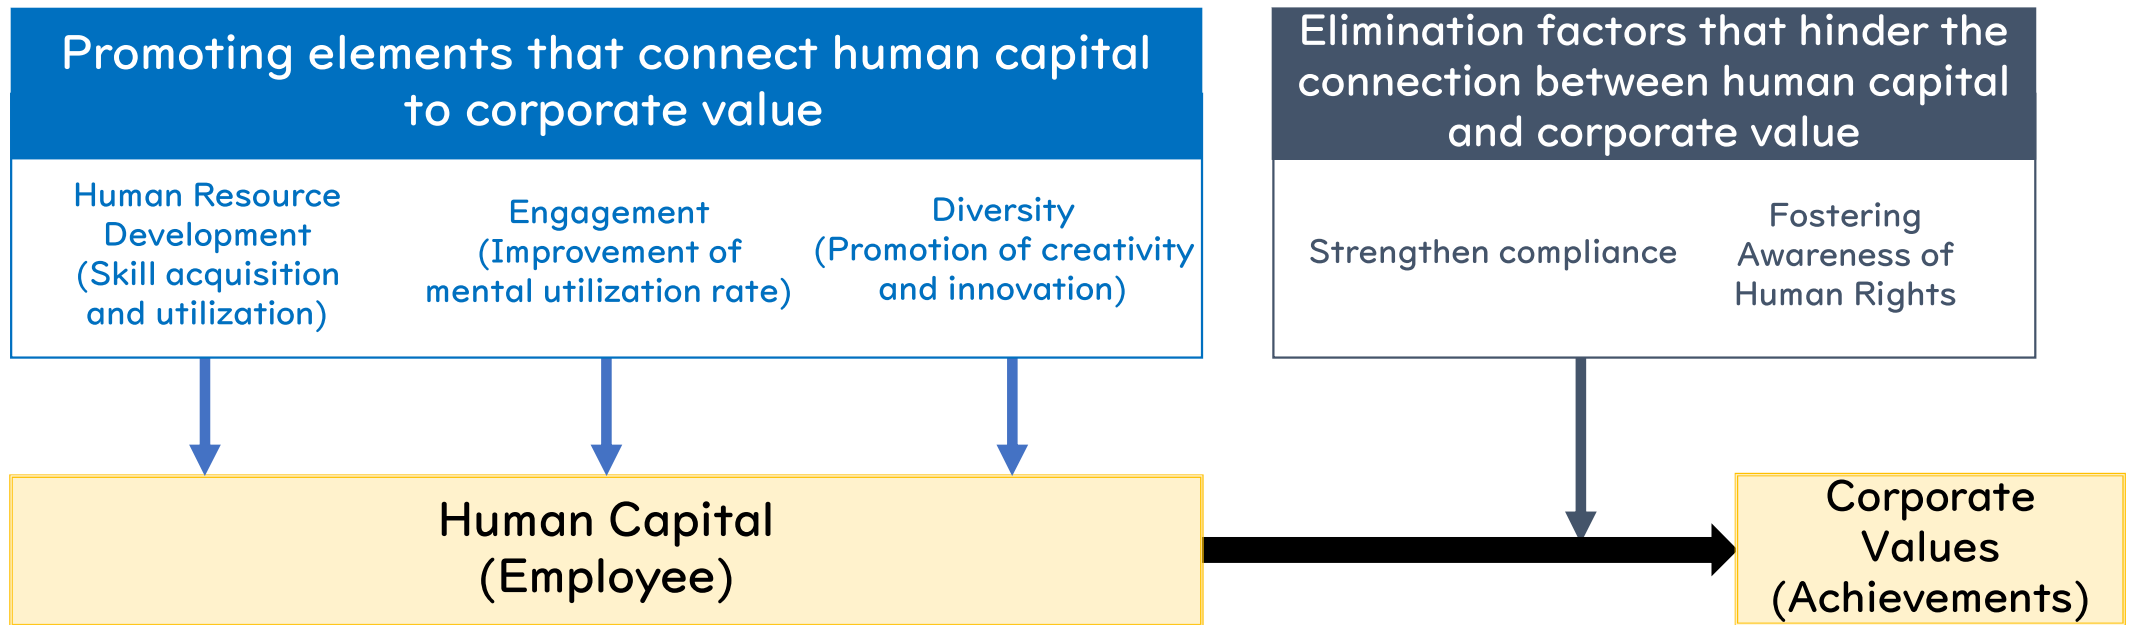 Promoting elements that connect human capital
to corporate value
Human Resource
Development
(Skill acquisition
and utilization)
Engagement
(Improvement of
mental utilization rate)
Diversity
(Promotion of creativity
and innovation)
Elimination factors that hinder the
connection between human capital
and corporate value
Strengthen compliance
Fostering
Awareness of
Human Rights
Human Capital
(Employee)
Corporate
Values
(Achievements)